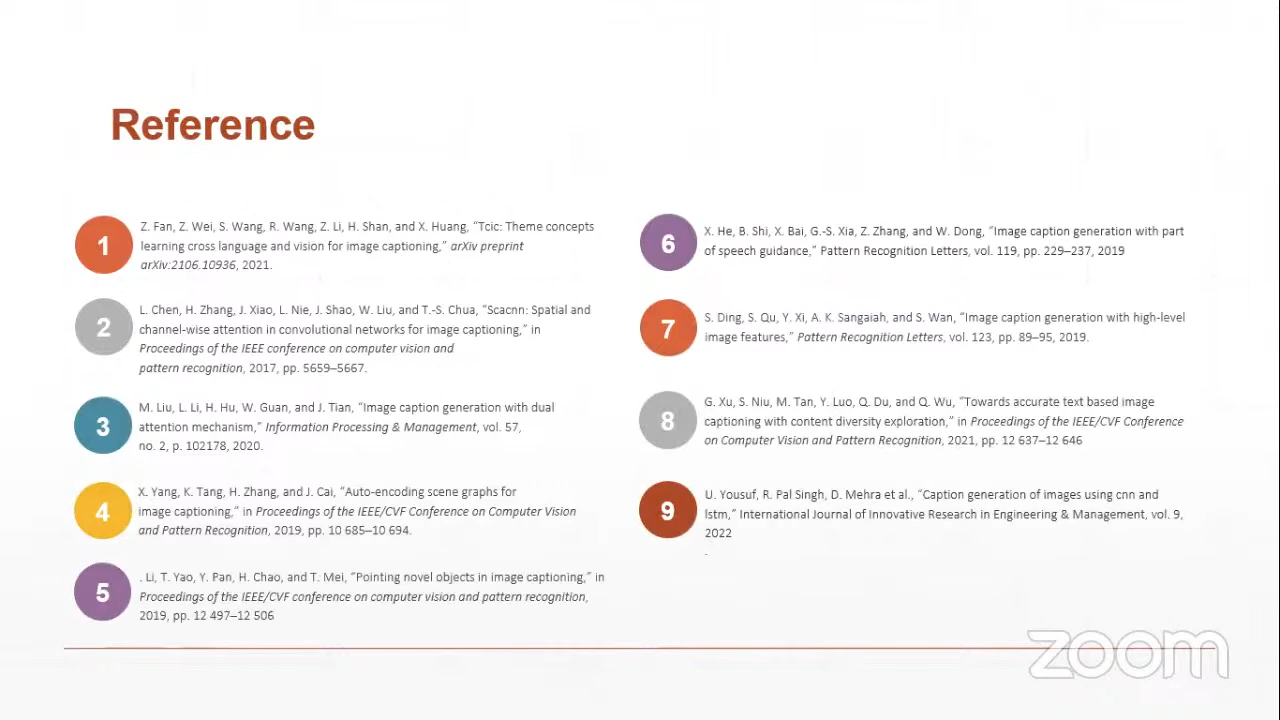 Reference
1
Z. Fan, Z. Wei, S. Wang, R. Wang, Z. Li, H. Shan, and X. Huang, “Tcic: Theme concepts
learning cross language and vision for image captioning,” arXiv preprint
arXiv:2106.10936, 2021.
2
L. Chen, H. Zhang, J. Xiao, L. Nie, J. Shao, W. Liu, and T.-S. Chua, “Scacnn: Spatial and
channel-wise attention in convolutional networks for image captioning,” in
Proceedings of the IEEE conference on computer vision and
pattern recognition, 2017, pp. 5659–5667.
3
M. Liu, L. Li, H. Hu, W. Guan, and J. Tian, “Image caption generation with dual
attention mechanism,” Information Processing & Management, vol. 57,
no. 2, p. 102178, 2020.
4
X. Yang, K. Tang, H. Zhang, and J. Cai, “Auto-encoding scene graphs for
image captioning,” in Proceedings of the IEEE/CVF Conference on Computer Vision
and Pattern Recognition, 2019, pp. 10 685–10 694.
5
. Li, T. Yao, Y. Pan, H. Chao, and T. Mei, “Pointing novel objects in image captioning,” in
Proceedings of the IEEE/CVF conference on computer vision and pattern recognition,
2019, pp. 12 497–12 506
6
X. He, B. Shi, X. Bai, G.-S. Xia, Z. Zhang, and W. Dong, “Image caption generation with part
of speech guidance,” Pattern Recognition Letters, vol. 119, pp. 229–237, 2019
7
S. Ding, S. Qu, Y. Xi, A. K. Sangaiah, and S. Wan, “Image caption generation with high-level
image features,” Pattern Recognition Letters, vol. 123, pp. 89–95, 2019.
8
G. Xu, S. Niu, M. Tan, Y. Luo, Q. Du, and Q. Wu, “Towards accurate text based image
captioning with content diversity exploration,” in Proceedings of the IEEE/CVF Conference
on Computer Vision and Pattern Recognition, 2021, pp. 12 637–12 646
9
U. Yousuf, R. Pal Singh, D. Mehra et al., “Caption generation of images using cnn and
lstm,” International Journal of Innovative Research in Engineering & Management, vol. 9,
2022
.
zoom